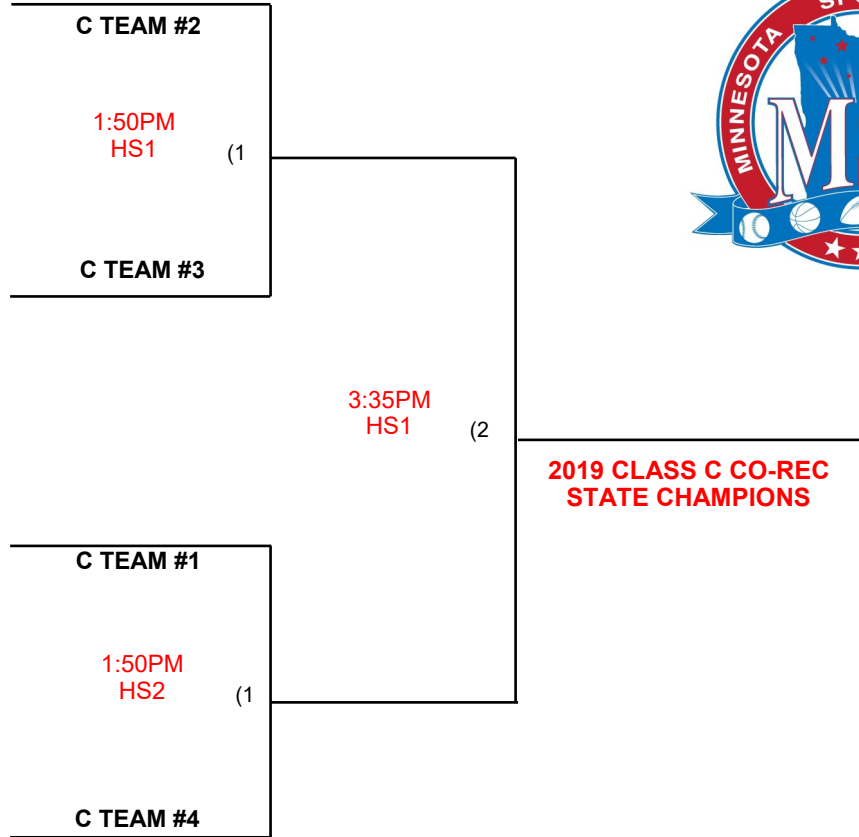 C TEAM #2
MINNESOTA
M
1:50PM
HS1
(1
C TEAM #3
3:35PM
HS1
(2
2019 CLASS C CO-REC
STATE CHAMPIONS
C TEAM #1
1:50PM
HS2
(1
C TEAM #4